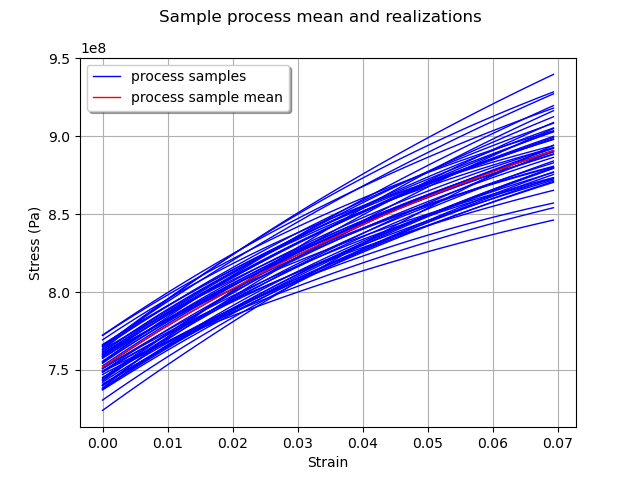 Sample process mean and realizations
1e8
9.5
9.0
8.5
8.0
7.5
process samples
process sample mean
Stress (Pa)
0.00 0.01 0.02 0.03 0.04 0.05 0.06 0.07
Strain